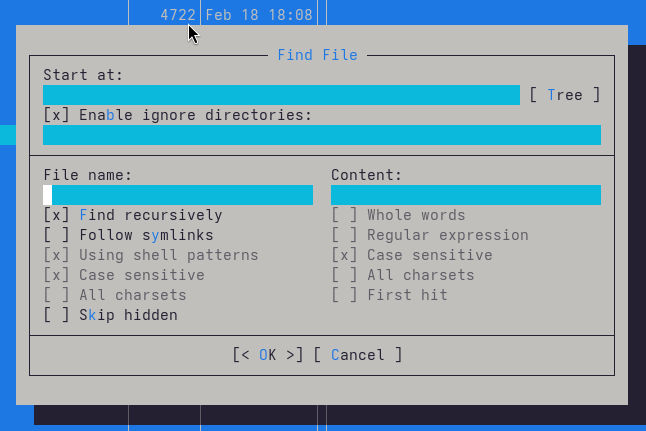 4722 Feb 18 18:08
Find File
Start at:
[ Tree ]
[x] Enable ignore directories:
File name: Content:
[x] Find recursively [ ] Whole words
[ ] Follow symlinks [ ] Regular expression
[x] Using shell patterns [x] Case sensitive
[x] Case sensitive [ ] All charsets
[ ] All charsets [ ] First hit
[ ] Skip hidden
[< OK >] [ Cancel ]